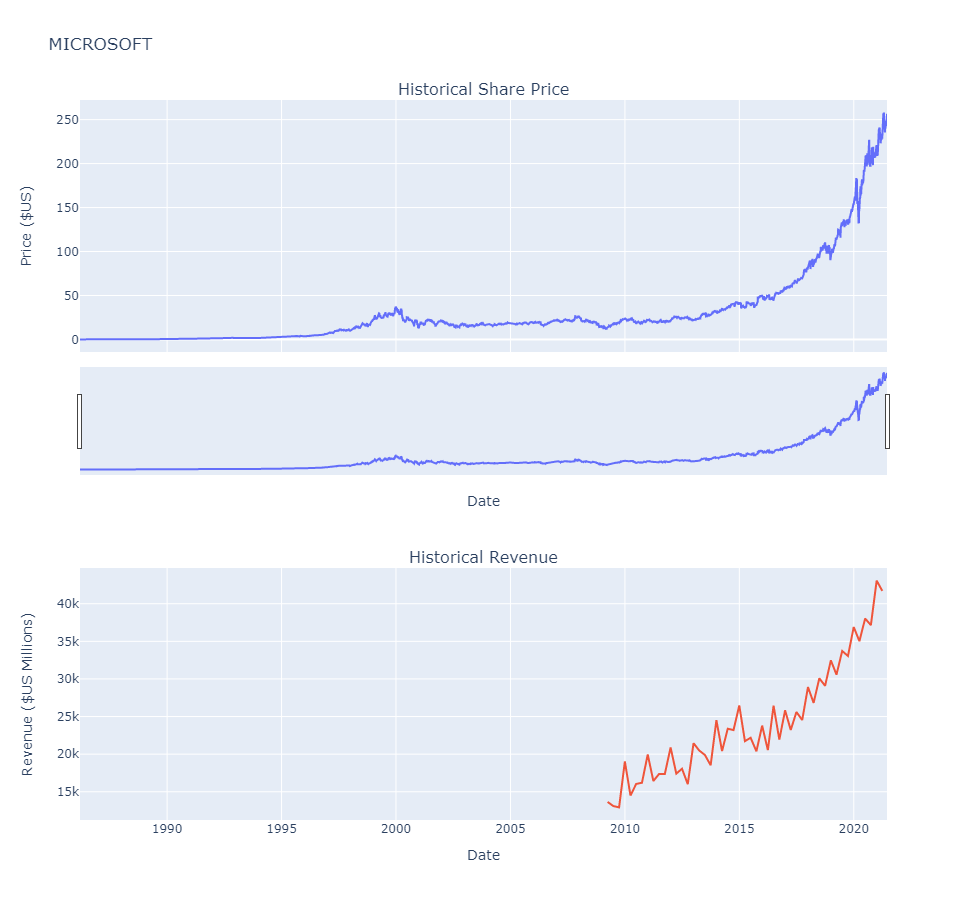 MICROSOFT
Historical Share Price
250
200
150
100
50
0
Price ($US)
Date
Historical Revenue
40k
35k
30k
25k
20k
15k
Revenue ($US Millions)
1990 1995 2000 2005 2010 2015 2020
Date